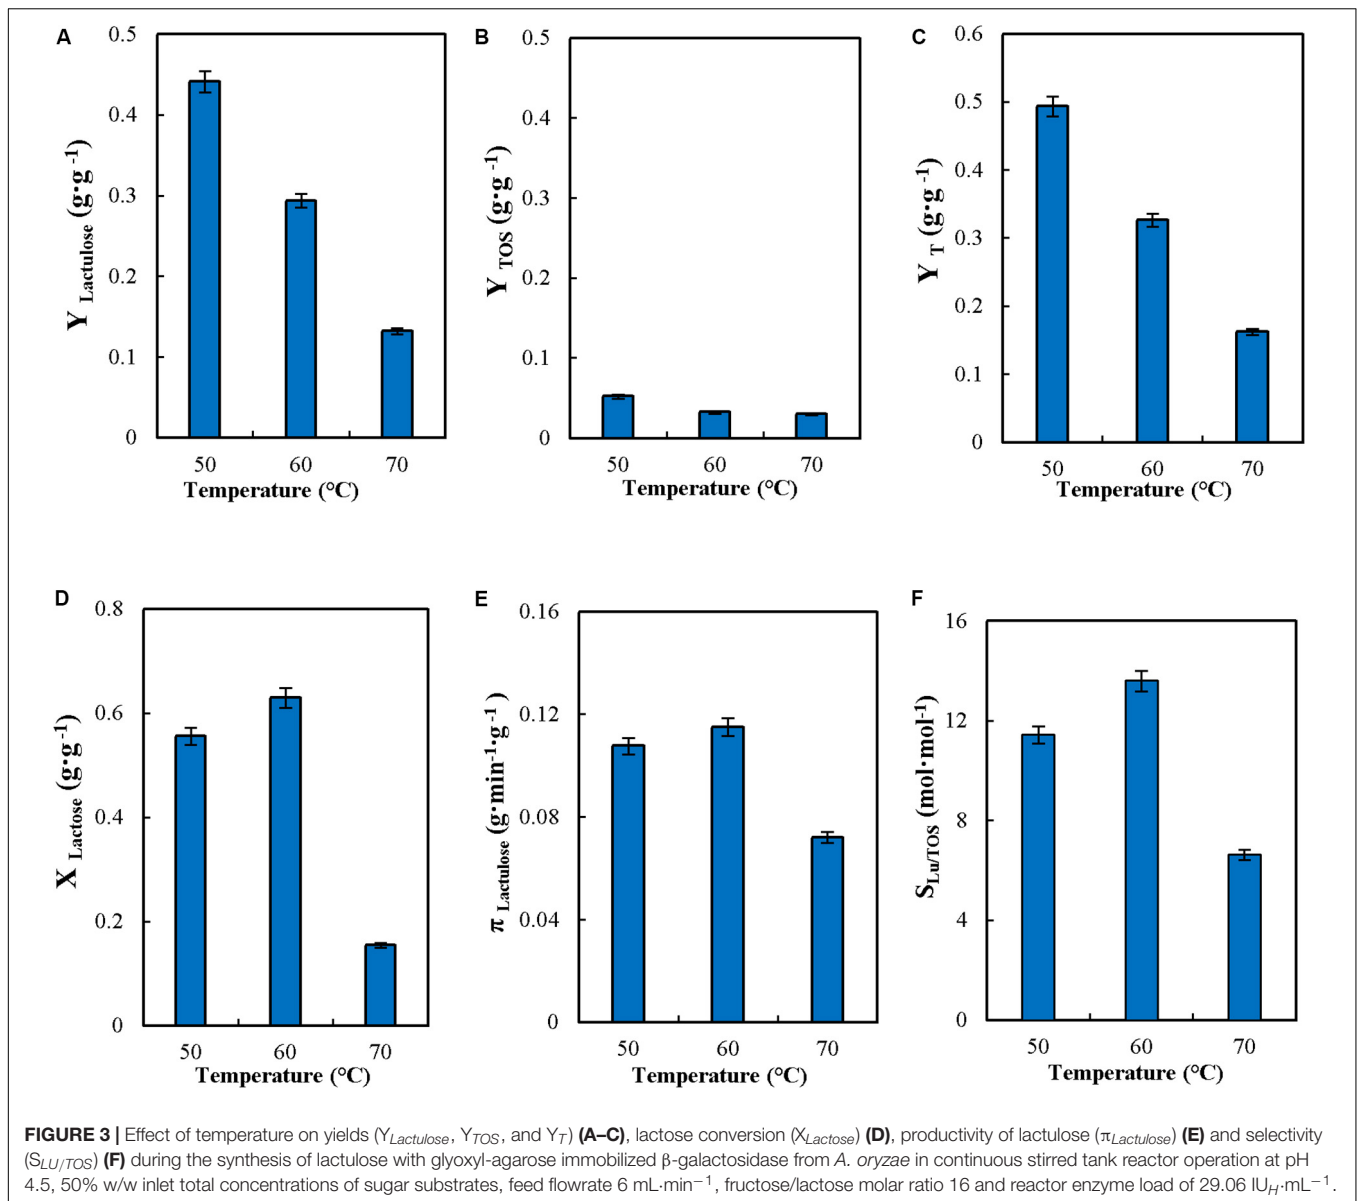 A
0.5
0.4
0.3
0.2
0.1
0
Y Lactulose (g·g -1)
50 60 70
Temperature (°C)
B
0.5
0.4
0.3
0.2
0.1
0
Y TOS (g·g -1)
50 60 70
Temperature (°C)
C
0.6
0.5
0.4
0.3
0.2
0.1
0
Y T (g·g -1)
50 60 70
Temperature (°C)
D
0.8
0.6
0.4
0.2
0
X Lactose (g·g-1)
50 60 70
Temperature (°C)
E
0.16
0.12
0.08
0.04
0
π Lactulose (g·min-1·g-1)
50 60 70
Temperature (°C)
F
16
12
8
4
0
SLu/TOS (mol·mol-1)
50 60 70
Temperature (°C)
FIGURE 3 | Effect of temperature on yields (YLactulose, YTOS, and YT) (A–C), lactose conversion (XLactose) (D), productivity of lactulose (πLactulose) (E) and selectivity
(SLU/TOS) (F) during the synthesis of lactulose with glyoxyl-agarose immobilized β-galactosidase from A. oryzae in continuous stirred tank reactor operation at pH
4.5, 50% w/w inlet total concentrations of sugar substrates, feed flowrate 6 mL·min−1, fructose/lactose molar ratio 16 and reactor enzyme load of 29.06 IUH·mL−1.